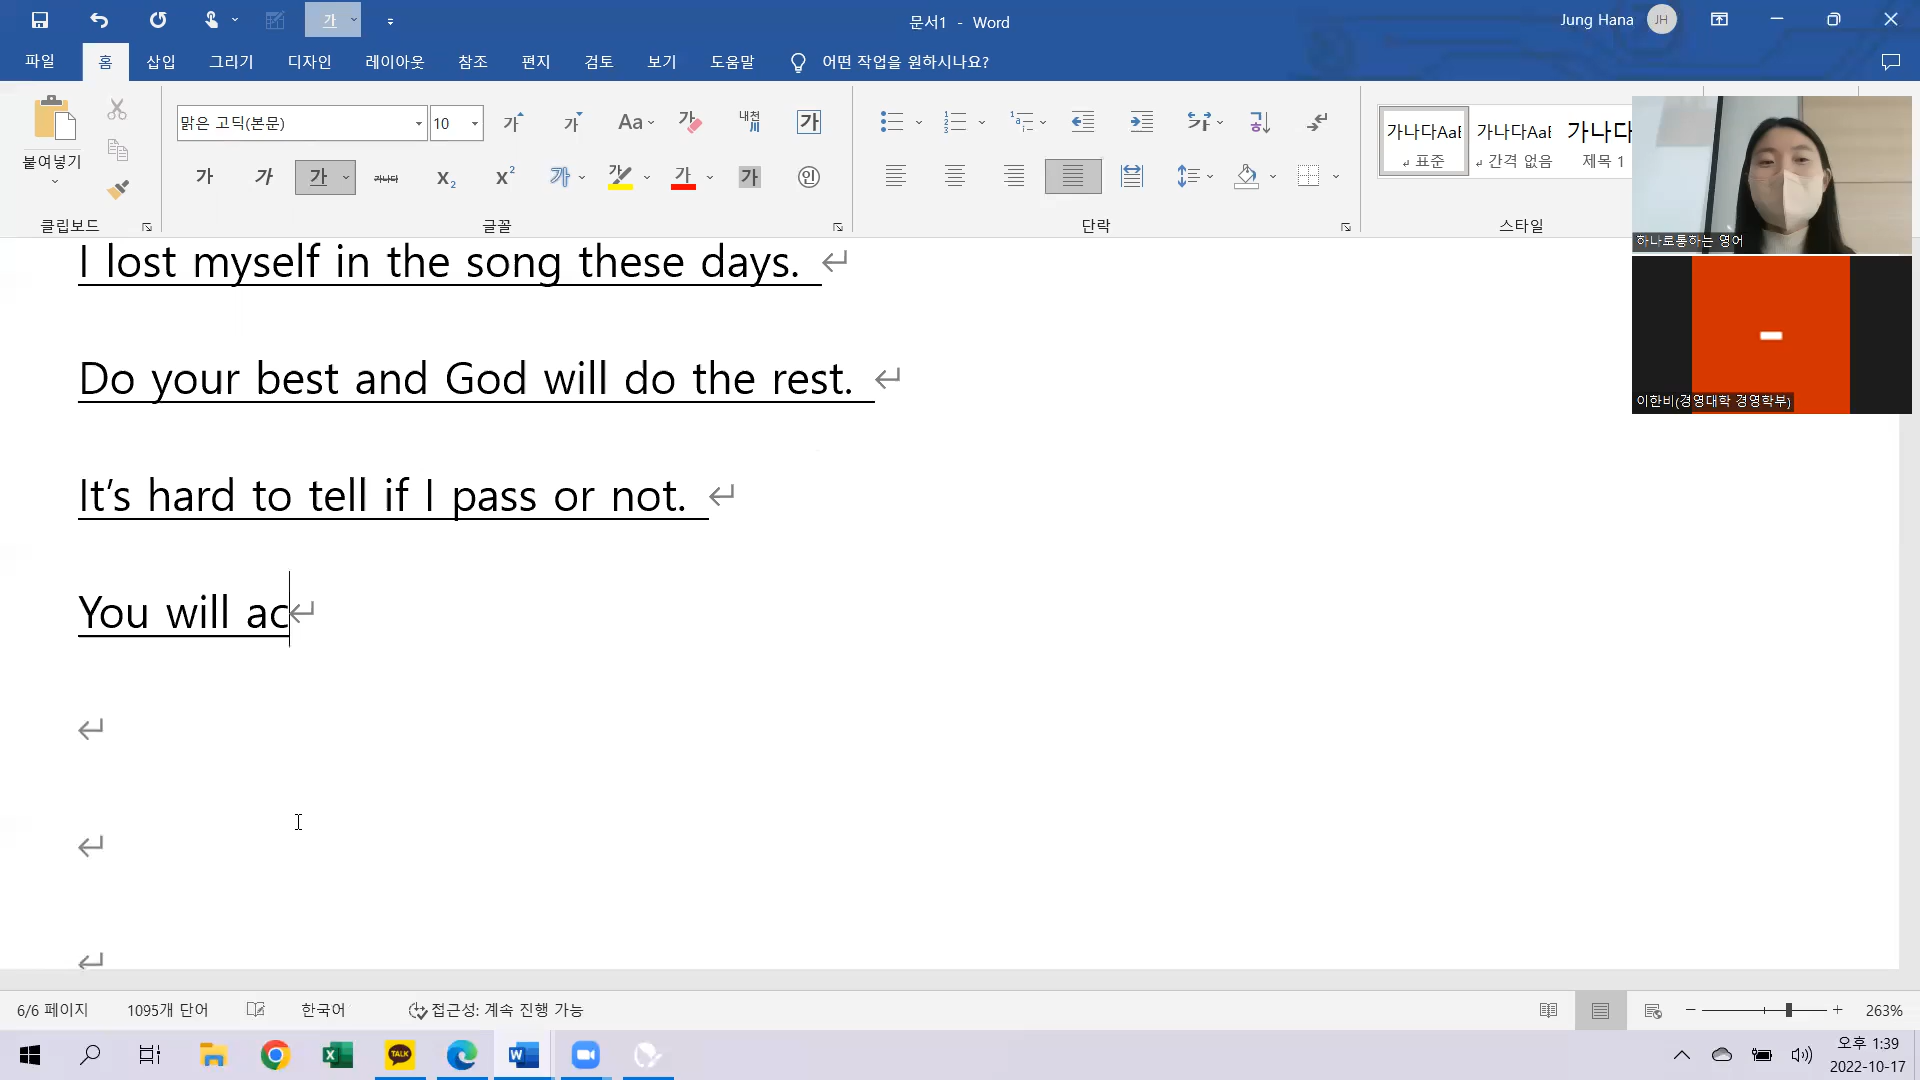 문서1 - Word
Jung Hana
JH
파일 홈 삽입 그리기 디자인 레이아웃 참조 편지 검토 보기 도움말 어떤 작업을 원하시나요?
붙여넣기
클립보드
맑은 고딕(본문) 10
글꼴
단락
가나다AaB
표준
가나다AaB
간격 없음
가나다
제목 1
스타일
하나로통하는 영어
이한비(경영대학 경영학부)
I lost myself in the song these days.
Do your best and God will do the rest.
It's hard to tell if I pass or not.
You will ac
6/6 페이지 1095개 단어 한국어 접근성: 계속 진행 가능 263%
TALK
오후 1:39
2022-10-17